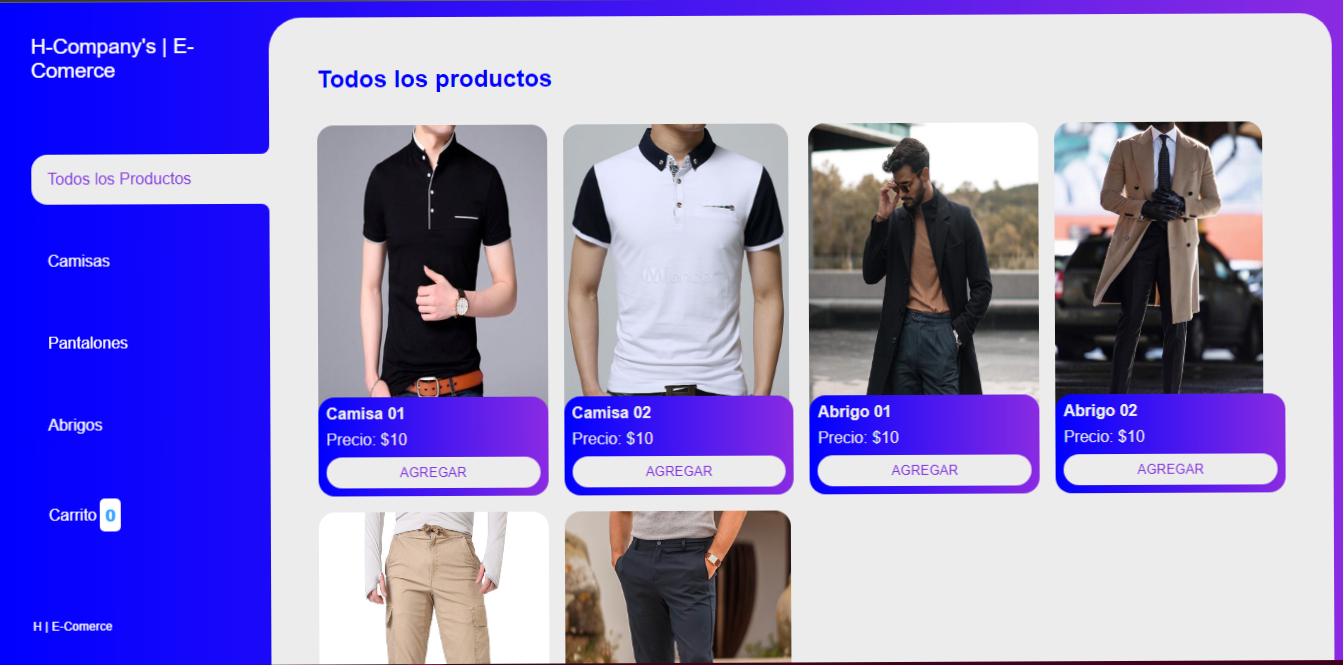 H-Company's | E-
Comerce
Todos los Productos
Camisas
Pantalones
Abrigos
Carrito 0
H | E-Comerce
Todos los productos
Camisa 01
Precio: $10
AGREGAR
Camisa 02
Precio: $10
AGREGAR
Abrigo 01
Precio: $10
AGREGAR
Abrigo 02
Precio: $10
AGREGAR